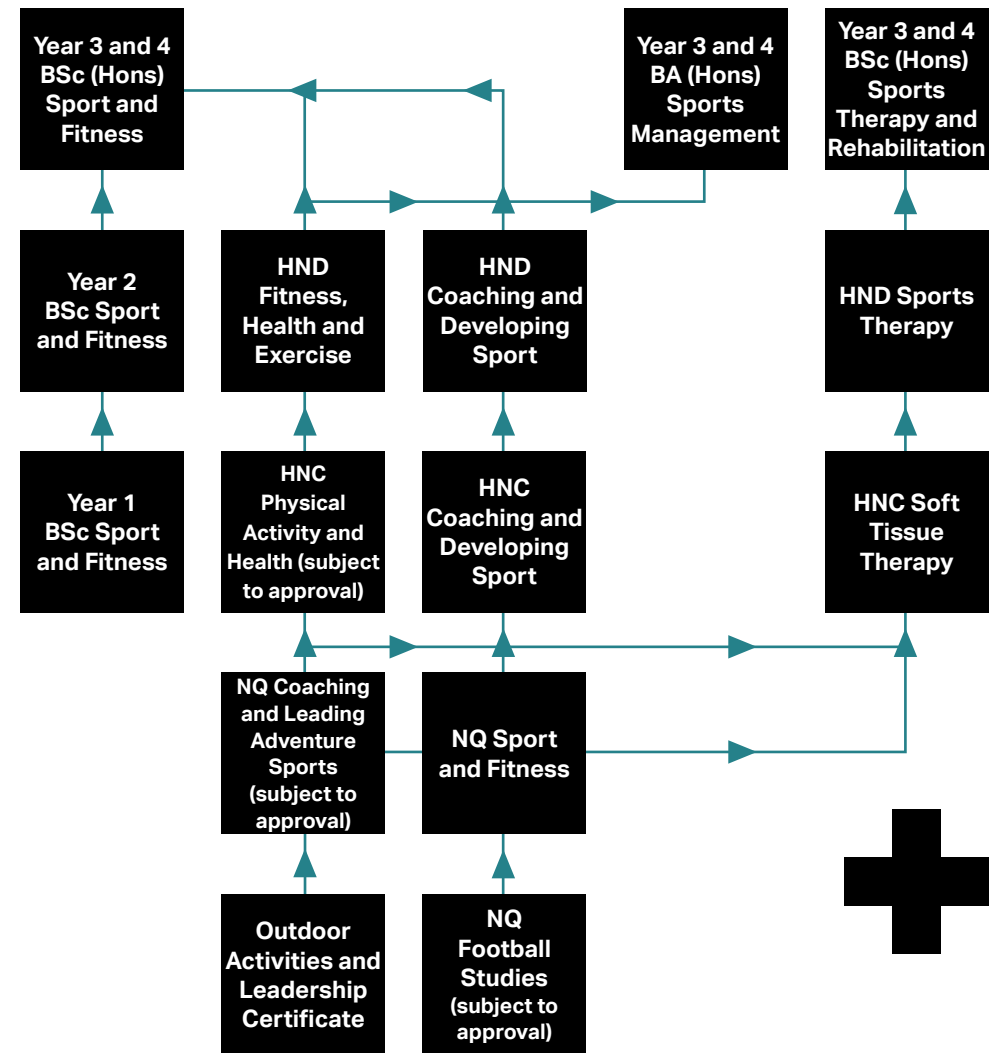 Year 3 and 4
BSc (Hons)
Sport and
Fitness
Year 3 and 4
BA (Hons)
Sports
Management
Year 3 and 4
BSc (Hons)
Sports
Therapy and
Rehabilitation
Year 2
BSc Sport
and Fitness
HND
Fitness,
Health and
Exercise
HND
Coaching and
Developing
Sport
HND Sports
Therapy
Year 1
BSc Sport
and Fitness
HNC
Physical
Activity and
Health (subject
to approval)
HNC
Coaching and
Developing
Sport
HNC Soft
Tissue
Therapy
NQ Coaching
and Leading
Adventure
Sports
(subject to
approval)
NQ Sport
and Fitness
Outdoor
Activities and
Leadership
Certificate
NQ
Football
Studies
(subject to
approval)